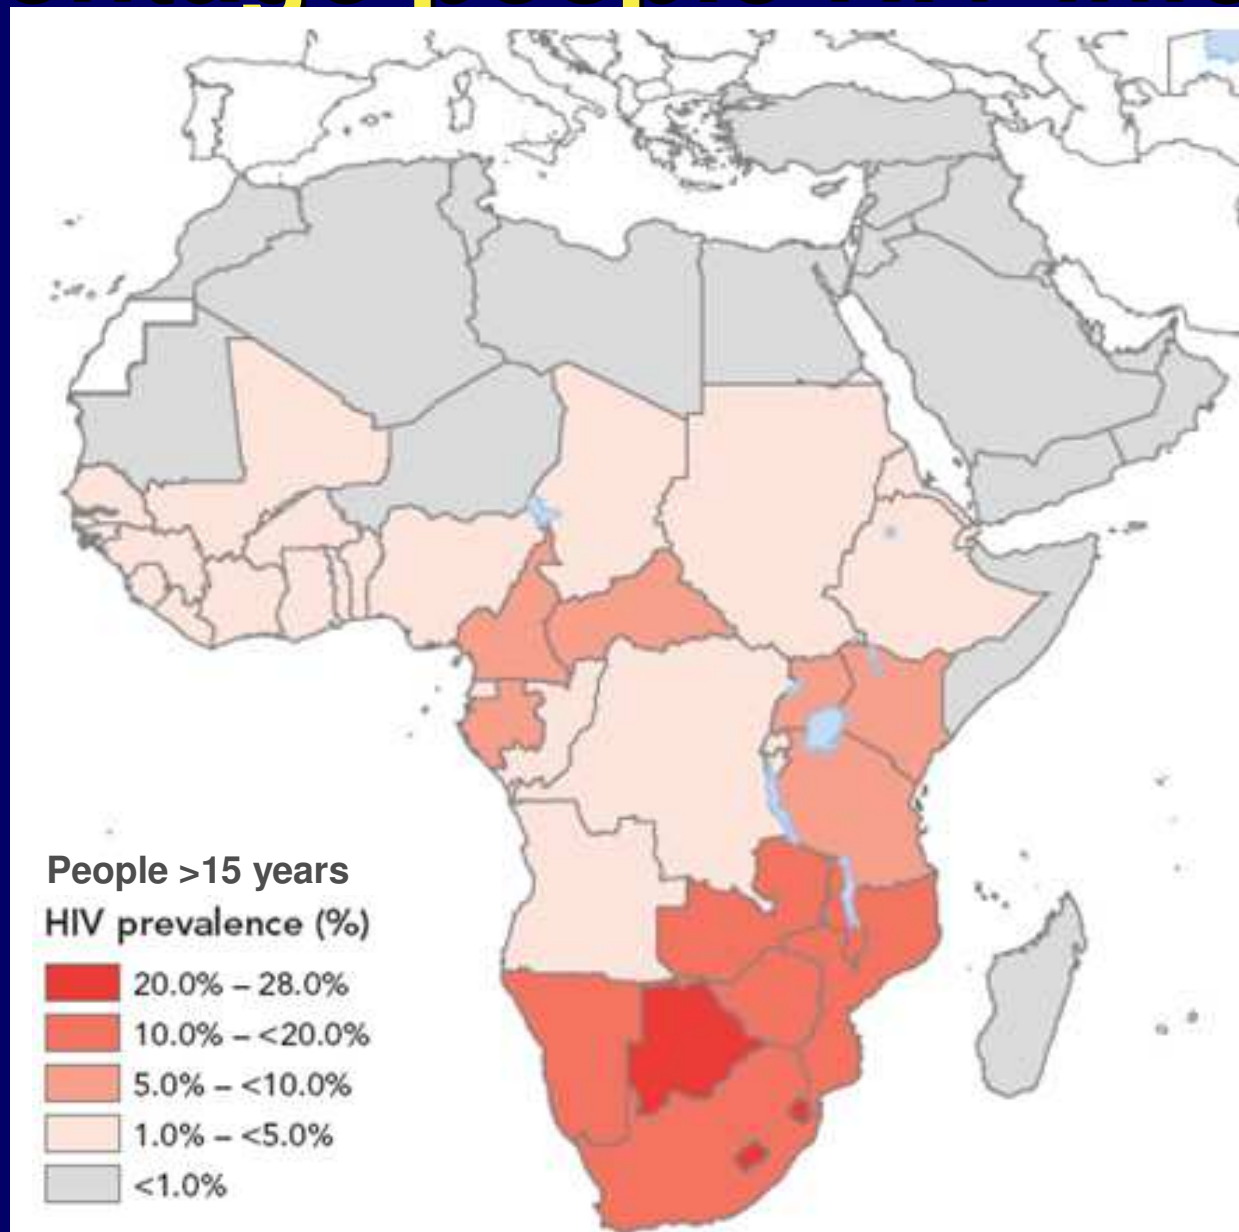 People >15 years
HIV prevalence (%)
20.0% – 28.0%
10.0% – <20.0%
5.0% – <10.0%
1.0% – <5.0%
<1.0%